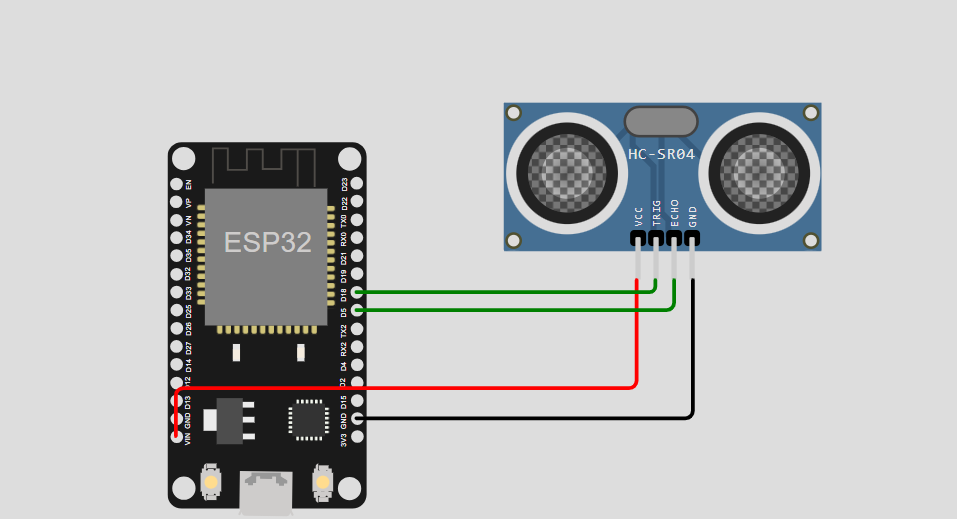 HC-SR04
VCC
TRIG
ECHO
GND
ESP32
EN
VP
VN
D34
D35
D32
D33
D25
D26
D27
D14
D12
D13
GND
VIN
D23
D22
TX0
RX0
D21
D19
D18
D5
TX2
RX2
D4
D2
D15
GND
3V3